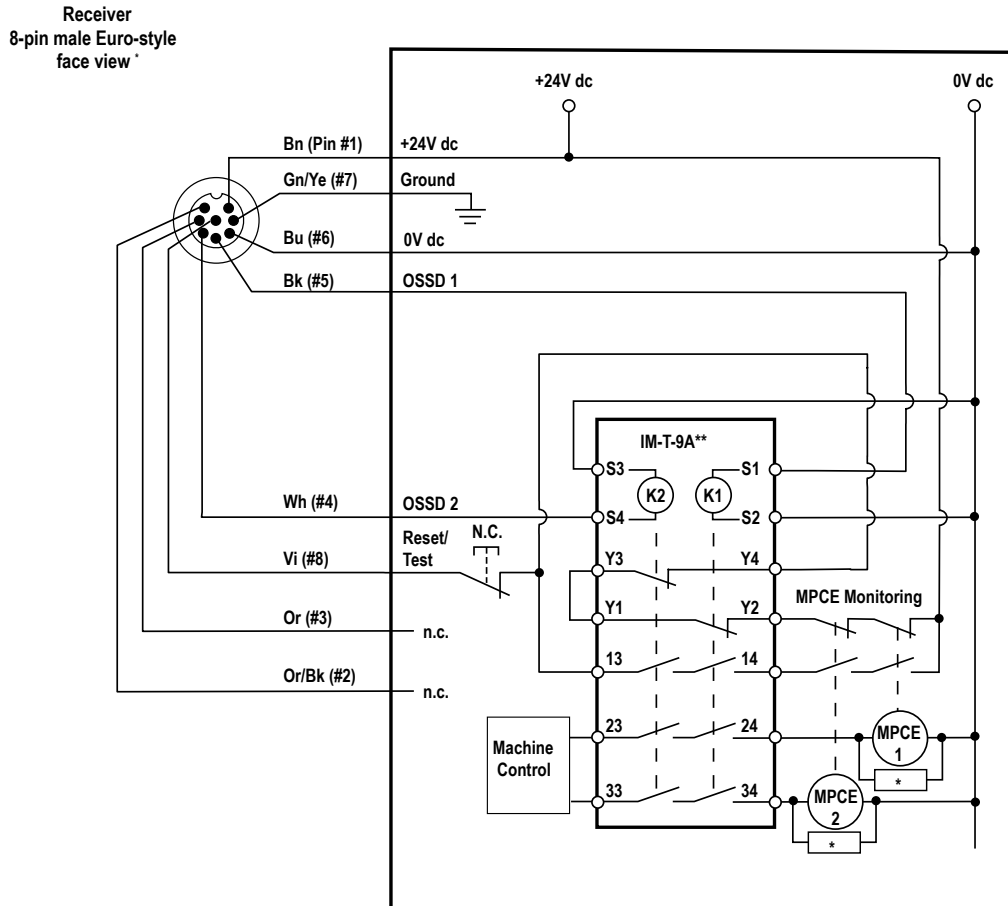 Receiver
8-pin male Euro-style
face view *
+24V dc
0V dc
Bn (Pin #1)
+24V dc
Gn/Ye (#7)
Ground
Bu (#6)
0V dc
Bk (#5)
OSSD 1
IM-T-9A**
S3
S1
K2
K1
Wh (#4)
OSSD 2
S4
S2
Reset/
Test
N.C.
Vi (#8)
Y3
Y4
MPCE Monitoring
Y1
Y2
Or (#3)
n.c.
13
14
Or/Bk (#2)
n.c.
Machine
Control
23
24
MPCE
1
*
33
34
MPCE
2
*